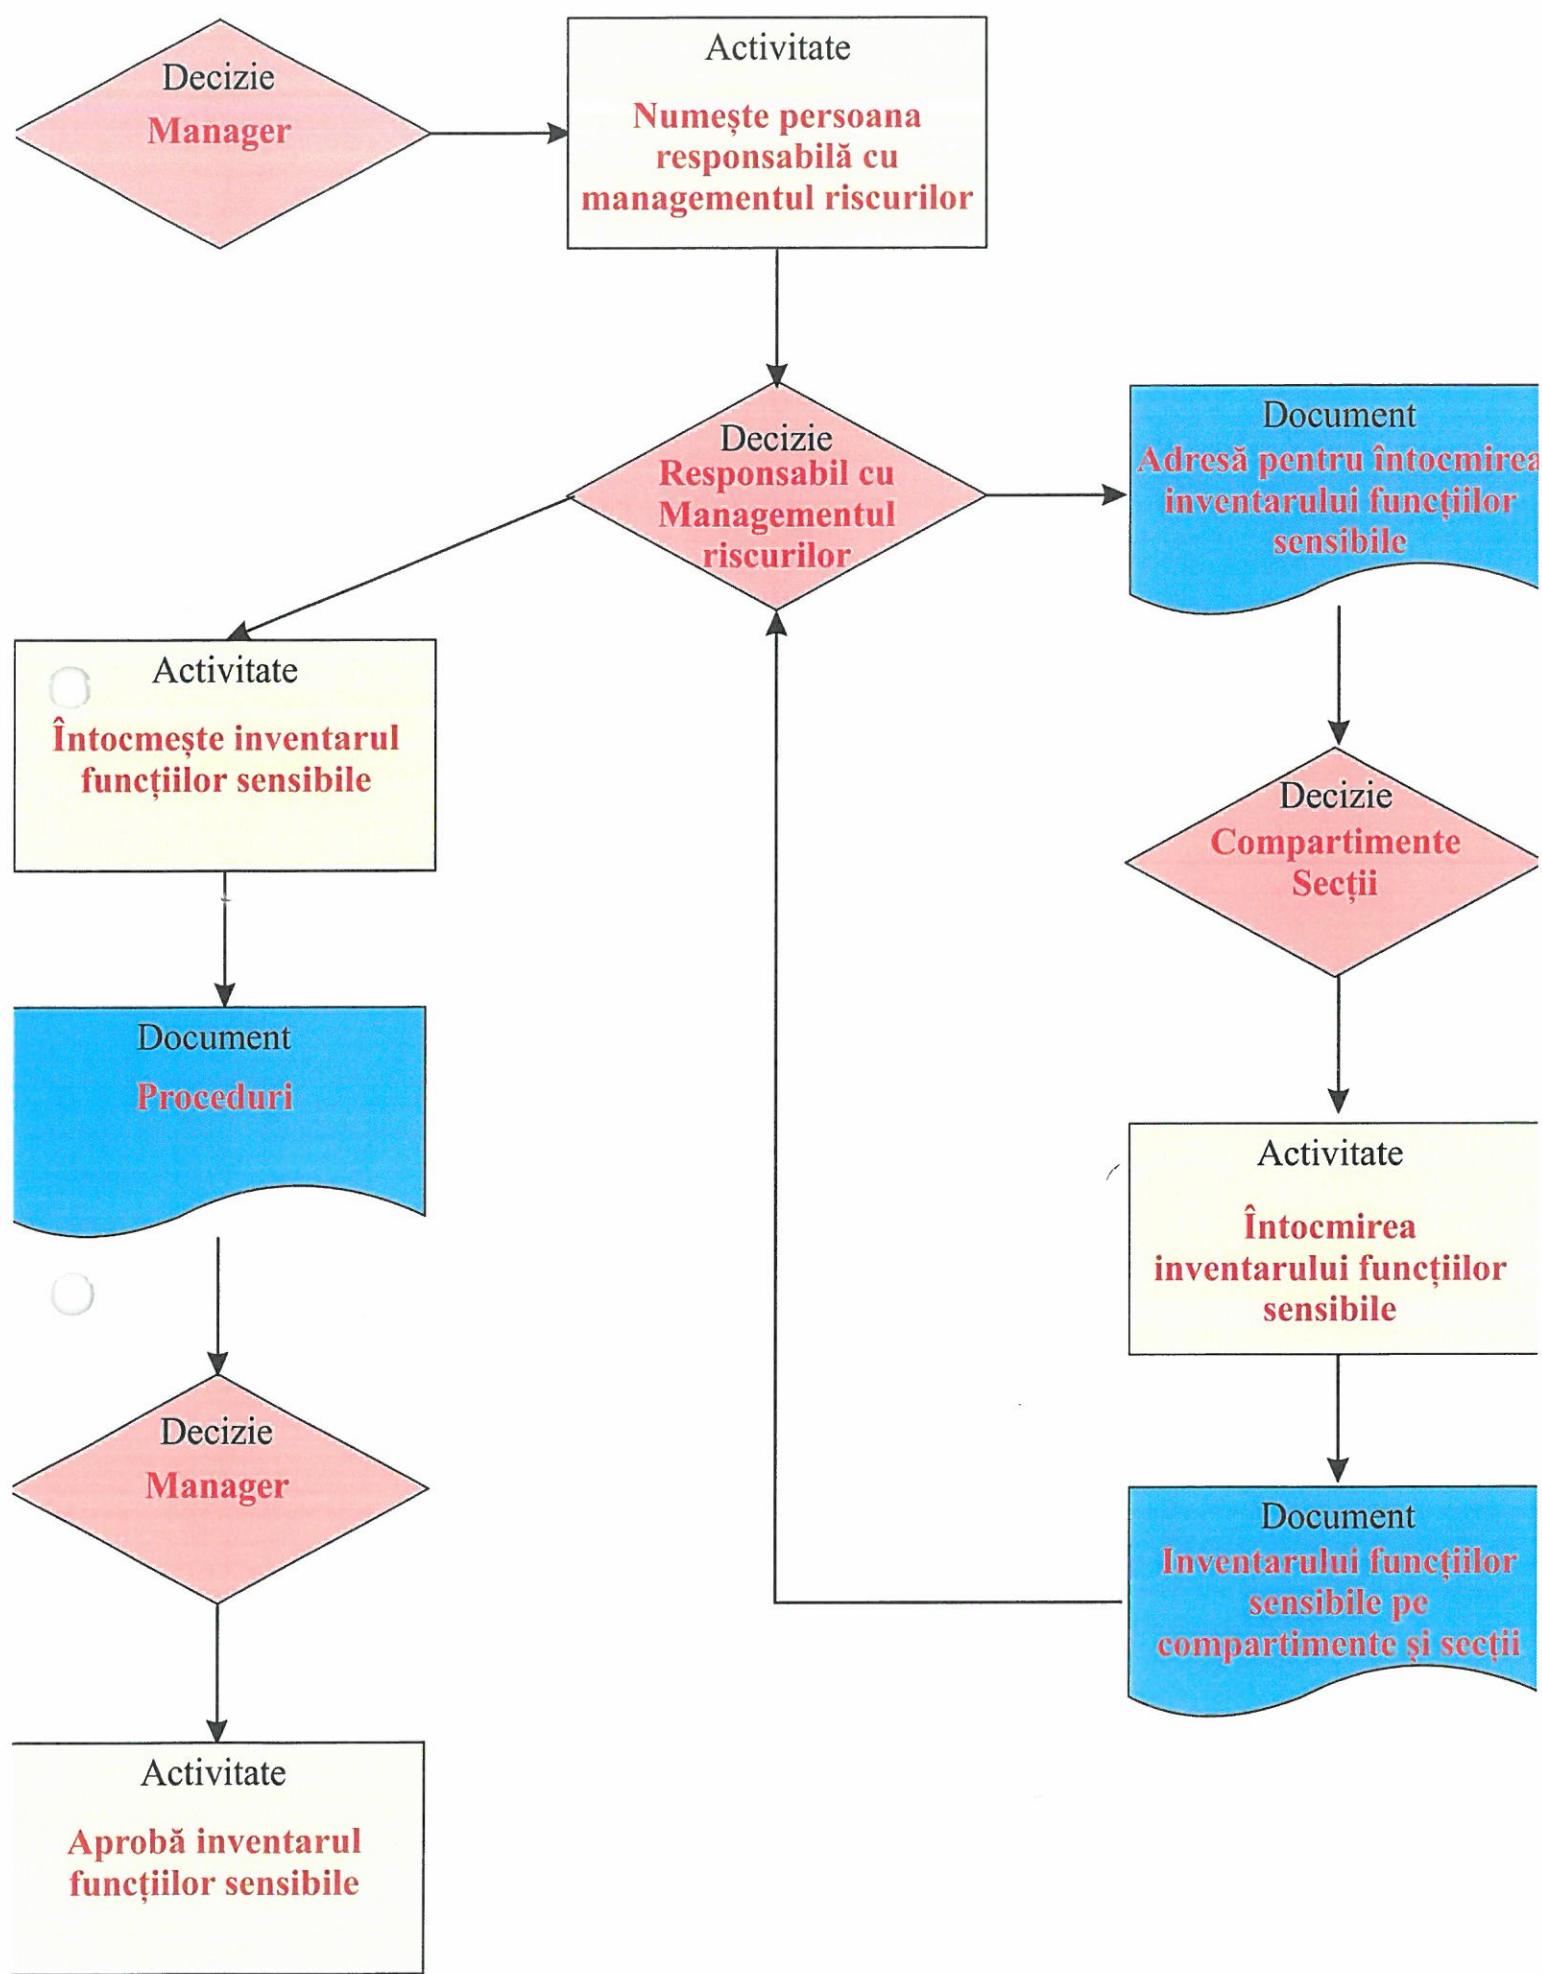 Decizie
Manager
Activitate
Numește persoana
responsabilă cu
managementul riscurilor
Decizie
Responsabil cu
Managementul
riscurilor
Document
Adresă pentru întocmirea
inventarului funcțiilor
sensibile
Activitate
Întocmește inventarul
funcțiilor sensibile
Decizie
Compartimente
Secții
Document
Proceduri
Activitate
Întocmirea
inventarului funcțiilor
sensibile
Decizie
Manager
Document
Inventarului funcțiilor
sensibile pe
compartimente și secții
Activitate
Aprobă inventarul
funcțiilor sensibile